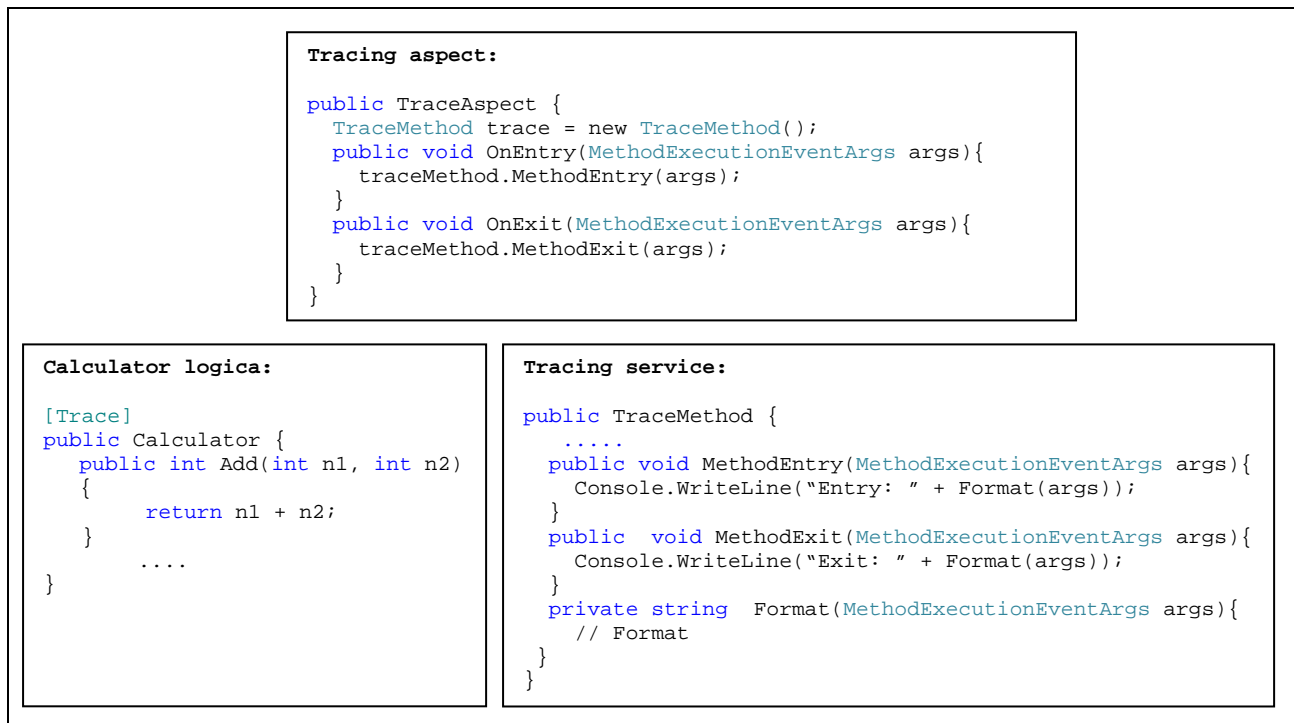 Tracing aspect:
public TraceAspect {
TraceMethod trace = new TraceMethod();
public void OnEntry(MethodExecutionEventArgs args){
traceMethod.MethodEntry(args);
}
public void OnExit(MethodExecutionEventArgs args){
traceMethod.MethodExit(args);
}
}
Calculator logica:
[Trace]
public Calculator {
public int Add(int n1, int n2)
{
return n1 + n2;
}
....
}
Tracing service:
public TraceMethod {
.....
public void MethodEntry(MethodExecutionEventArgs args){
Console.WriteLine(“Entry: ” + Format(args));
}
public  void MethodExit(MethodExecutionEventArgs args){
Console.WriteLine(“Exit: ” + Format(args));
}
private string  Format(MethodExecutionEventArgs args){
// Format
}
}